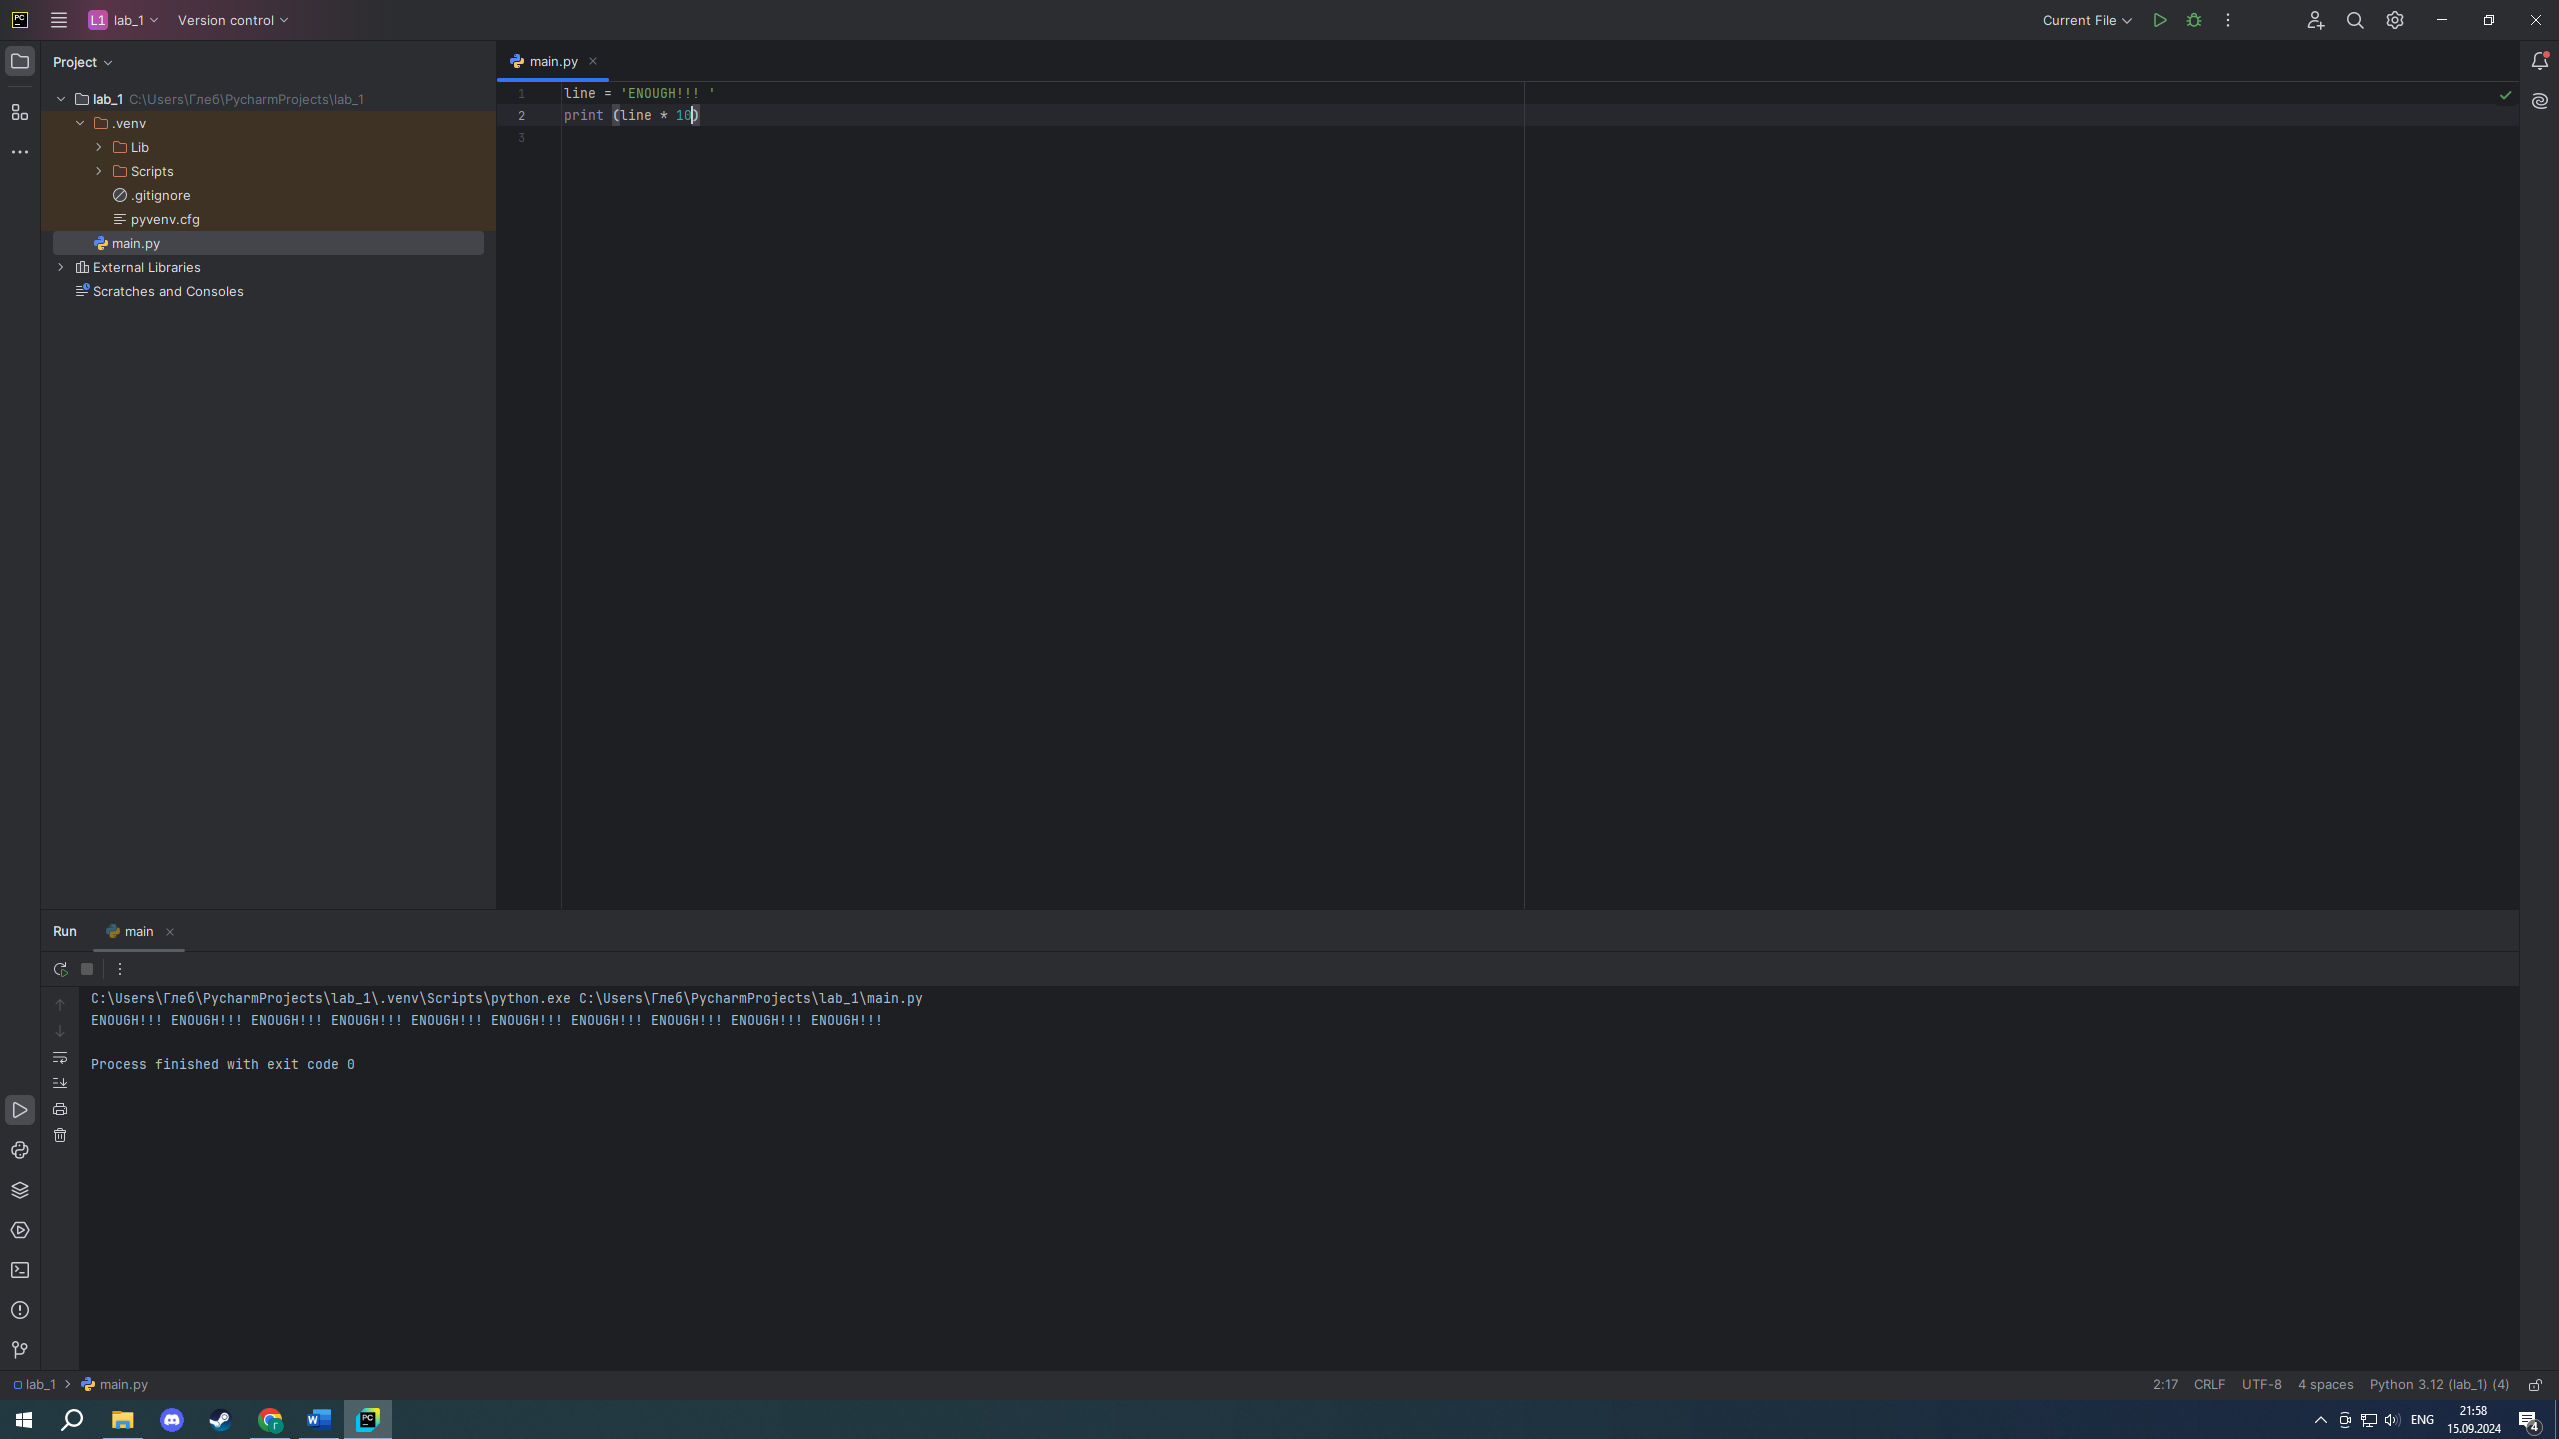 PC L1 lab_1 Version control Current File
Project
main.py
lab_1 C:\Users\Глеб\PycharmProjects\lab_1
.venv
Lib
Scripts
.gitignore
pyvenv.cfg
main.py
External Libraries
Scratches and Consoles
1 line = 'ENOUGH!!! '
2 print (line * 10)
3
Run main
C:\Users\Глеб\PycharmProjects\lab_1\.venv\Scripts\python.exe C:\Users\Глеб\PycharmProjects\lab_1\main.py
ENOUGH!!! ENOUGH!!! ENOUGH!!! ENOUGH!!! ENOUGH!!! ENOUGH!!! ENOUGH!!! ENOUGH!!! ENOUGH!!! ENOUGH!!!
Process finished with exit code 0
lab_1 main.py 2:17 CRLF UTF-8 4 spaces Python 3.12 (lab_1) (4)
Г W PC ENG 21:58
15.09.2024 4